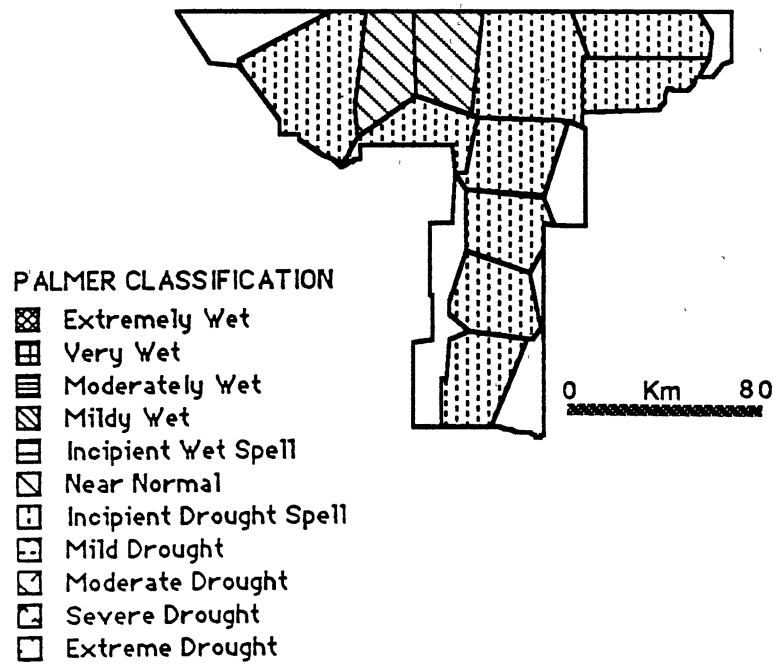 PALMER CLASSIFICATION
Extremely Wet
Very Wet
Moderately Wet
Mildy Wet
Incipient Wet Spell
Near Normal
Incipient Drought Spell
Mild Drought
Moderate Drought
Severe Drought
Extreme Drought
0 Km 80